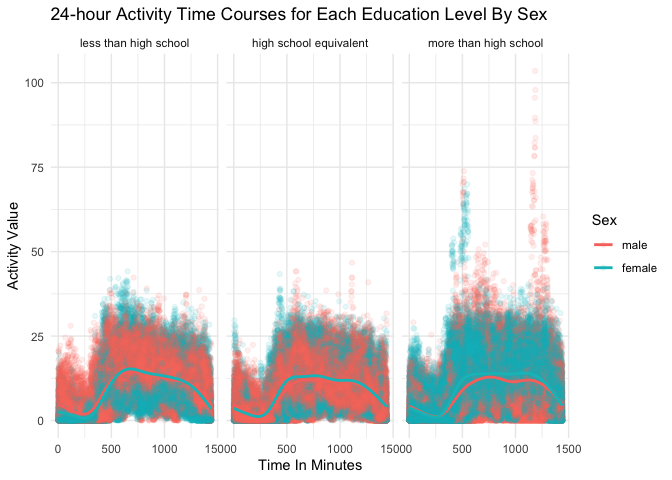 24-hour Activity Time Courses for Each Education Level By Sex
less than high school
high school equivalent
more than high school
100
75
50
25
0
Activity Value
0 500 1000 1500
0 500 1000 1500
0 500 1000 1500
Time In Minutes
Sex
male
female